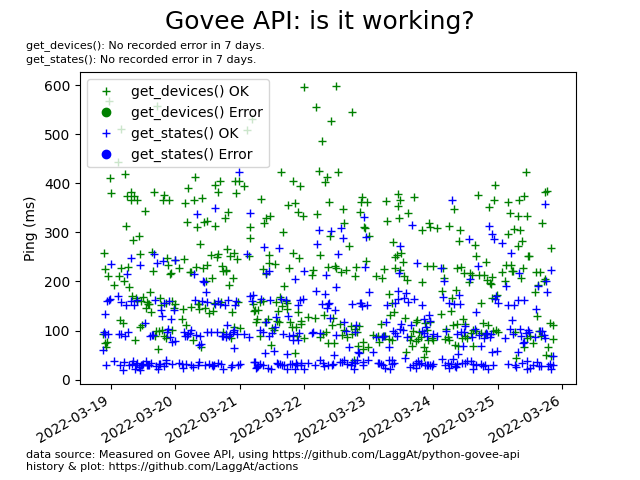 Govee API: is it working?
get_devices(): No recorded error in 7 days.
get_states(): No recorded error in 7 days.
get_devices() OK
get_devices() Error
get_states() OK
get_states() Error
Ping (ms)
600
500
400
300
200
100
0
2022-03-19
2022-03-20
2022-03-21
2022-03-22
2022-03-23
2022-03-24
2022-03-25
2022-03-26
data source: Measured on Govee API, using https://github.com/LaggAt/python-govee-api
history & plot: https://github.com/LaggAt/actions